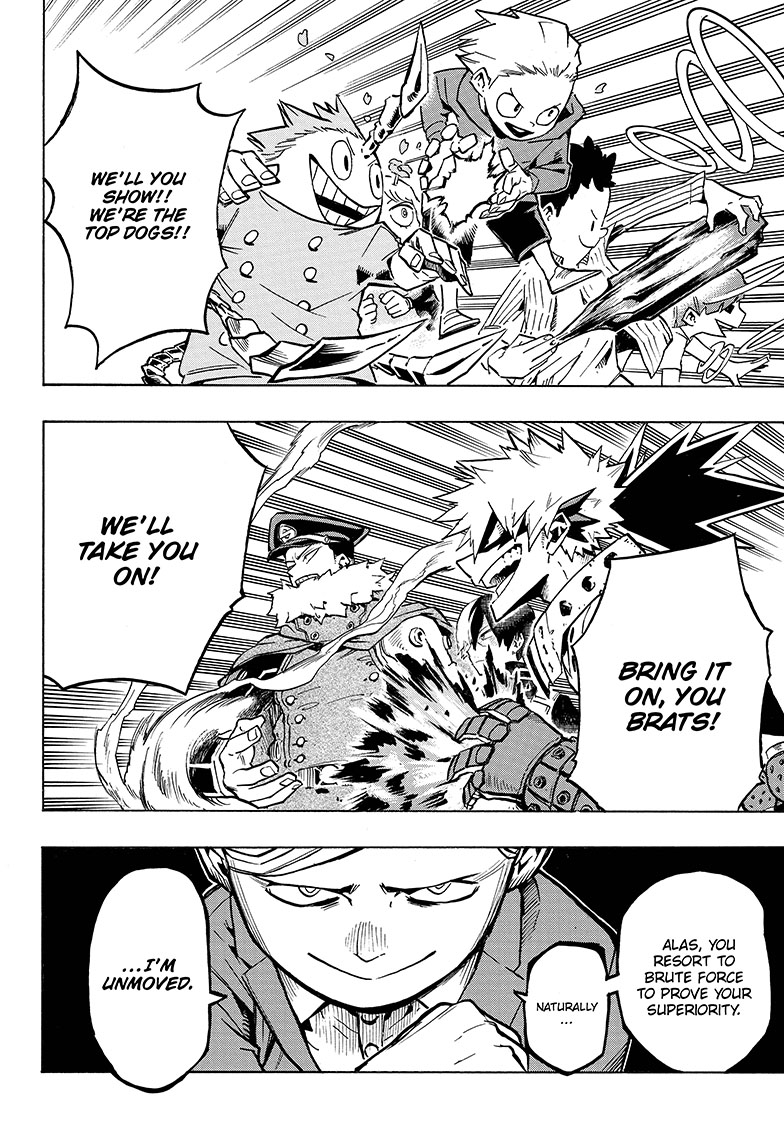 WE'LL YOU
SHOW!!
WE'RE THE
TOP DOGS!!
BRING IT
ON, YOU
BRATS!
WE'LL
TAKE YOU
ON!
ALAS, YOU
RESORT TO
BRUTE FORCE
TO PROVE YOUR
SUPERIORITY.
NATURALLY
...
...I'M
UNMOVED.